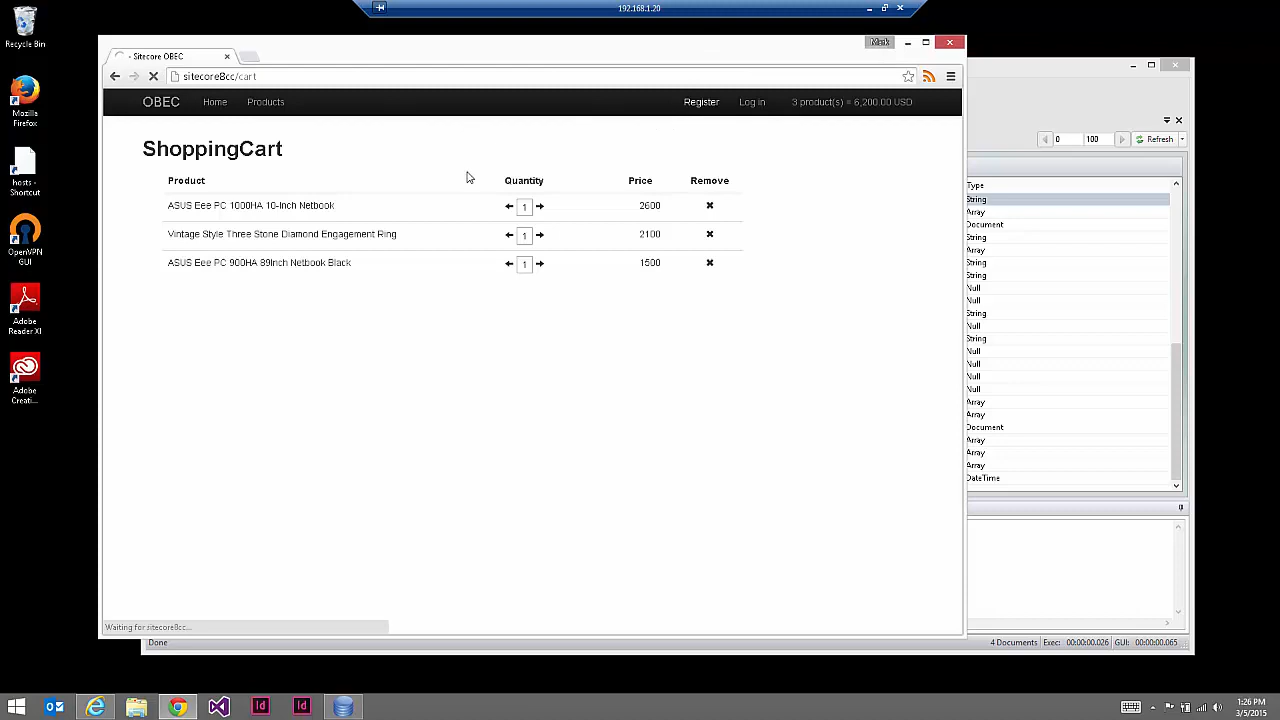 192.168.1.20
Recycle Bin
Mozilla Firefox
hosts - Shortcut
OpenVPN GUI
Adobe Reader XI
Adobe Creati...
Mark
- Sitecore OBEC
sitecore8cc/cart
OBEC Home Products Register Log in 3 product(s) = 6,200.00 USD
ShoppingCart
Product Quantity Price Remove
ASUS Eee PC 1000HA 10-Inch Netbook 1 2600
Vintage Style Three Stone Diamond Engagement Ring 1 2100
ASUS Eee PC 900HA 89Inch Netbook Black 1 1500
Waiting for sitecore8cc...
0 100 Refresh
Type
String
Array
Document
String
Array
String
String
Null
Null
String
Null
String
Null
Null
Null
Null
Array
Array
Document
Array
Array
Array
DateTime
Done 4 Documents Exec: 00:00:00.026 GUI: 00:00:00.065
Id Id
1:26 PM
3/5/2015